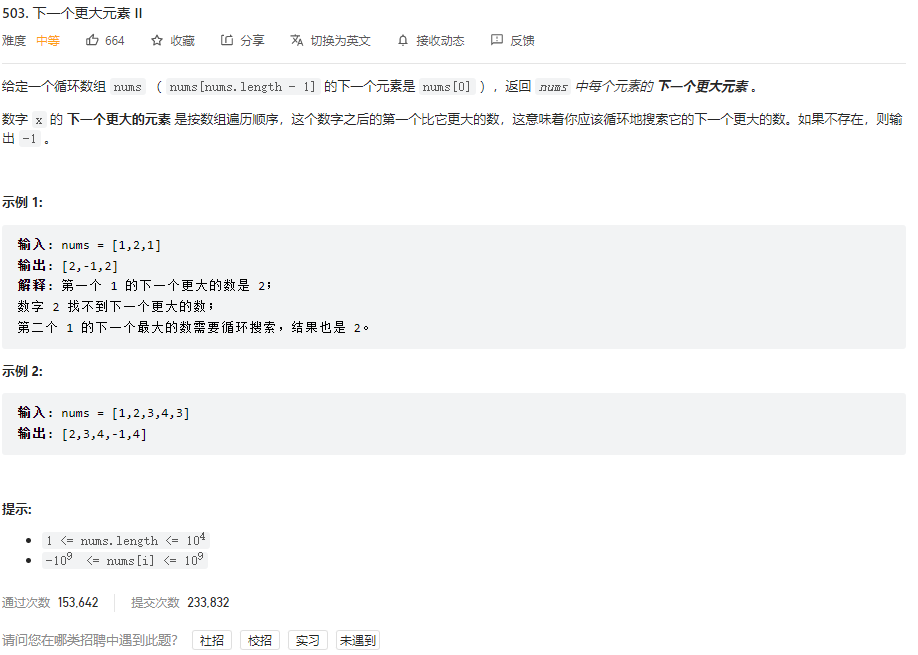 503. 下一个更大元素 II
难度 中等 664 收藏 分享 切换为英文 接收动态 反馈
给定一个循环数组 nums ( nums[nums.length - 1] 的下一个元素是 nums[0] ) ，返回 nums 中每个元素的 下一个更大元素 。
数字 x 的 下一个更大的元素 是按数组遍历顺序，这个数字之后的第一个比它更大的数，这意味着你应该循环地搜索它的下一个更大的数。如果不存在，则输
出 -1 。
示例 1:
输入: nums = [1,2,1]
输出: [2,-1,2]
解释: 第一个 1 的下一个更大的数是 2；
数字 2 找不到下一个更大的数；
第二个 1 的下一个最大的数需要循环搜索，结果也是 2。
示例 2:
输入: nums = [1,2,3,4,3]
输出: [2,3,4,-1,4]
提示:
• 1 <= nums.length <= 10⁴
• -10⁹ <= nums[i] <= 10⁹
通过次数 153,642 提交次数 233,832
请问您在哪类招聘中遇到此题？ 社招 校招 实习 未遇到